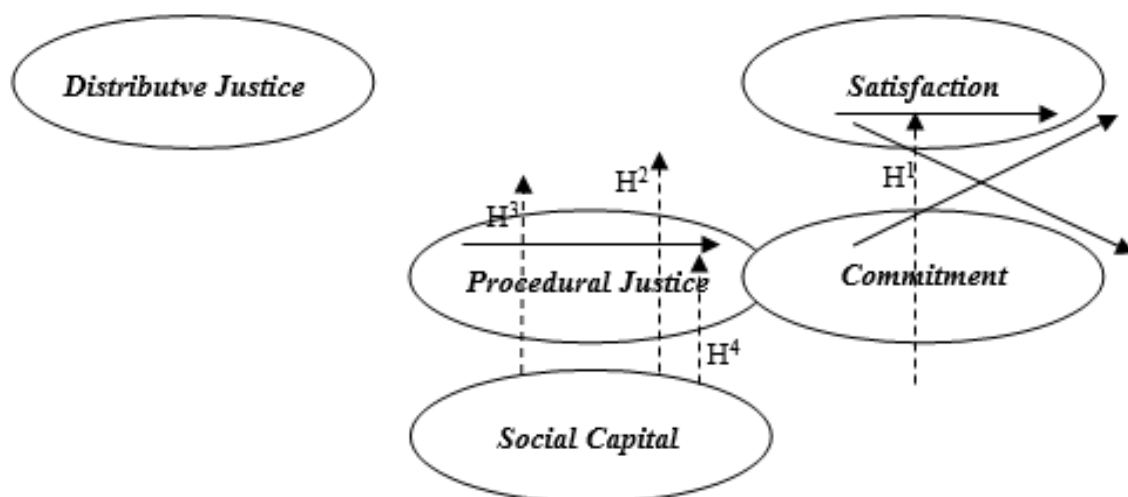 Distributve Justice
Satisfaction
H³
H²
H¹
Procedural Justice
Commitment
H⁴
Social Capital